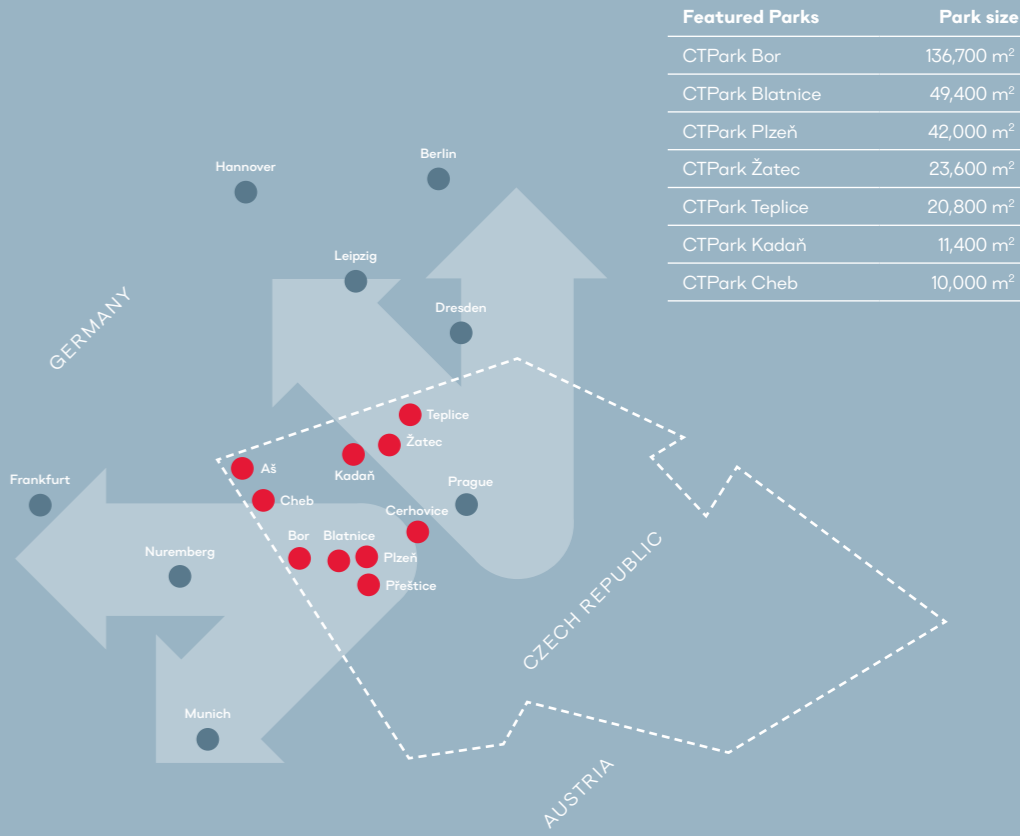 Featured Parks Park size
CTPark Bor 136,700 m²
CTPark Blatnice 49,400 m²
CTPark Plzeň 42,000 m²
CTPark Žatec 23,600 m²
CTPark Teplice 20,800 m²
CTPark Kadaň 11,400 m²
CTPark Cheb 10,000 m²
Berlin
Hannover
Leipzig
Dresden
GERMANY
Teplice
Žatec
Aš
Kadaň
Frankfurt
Prague
Cheb
Cerhovice
Bor
Blatnice
Nuremberg
Plzeň
Přeštice
CZECH REPUBLIC
Munich
AUSTRIA